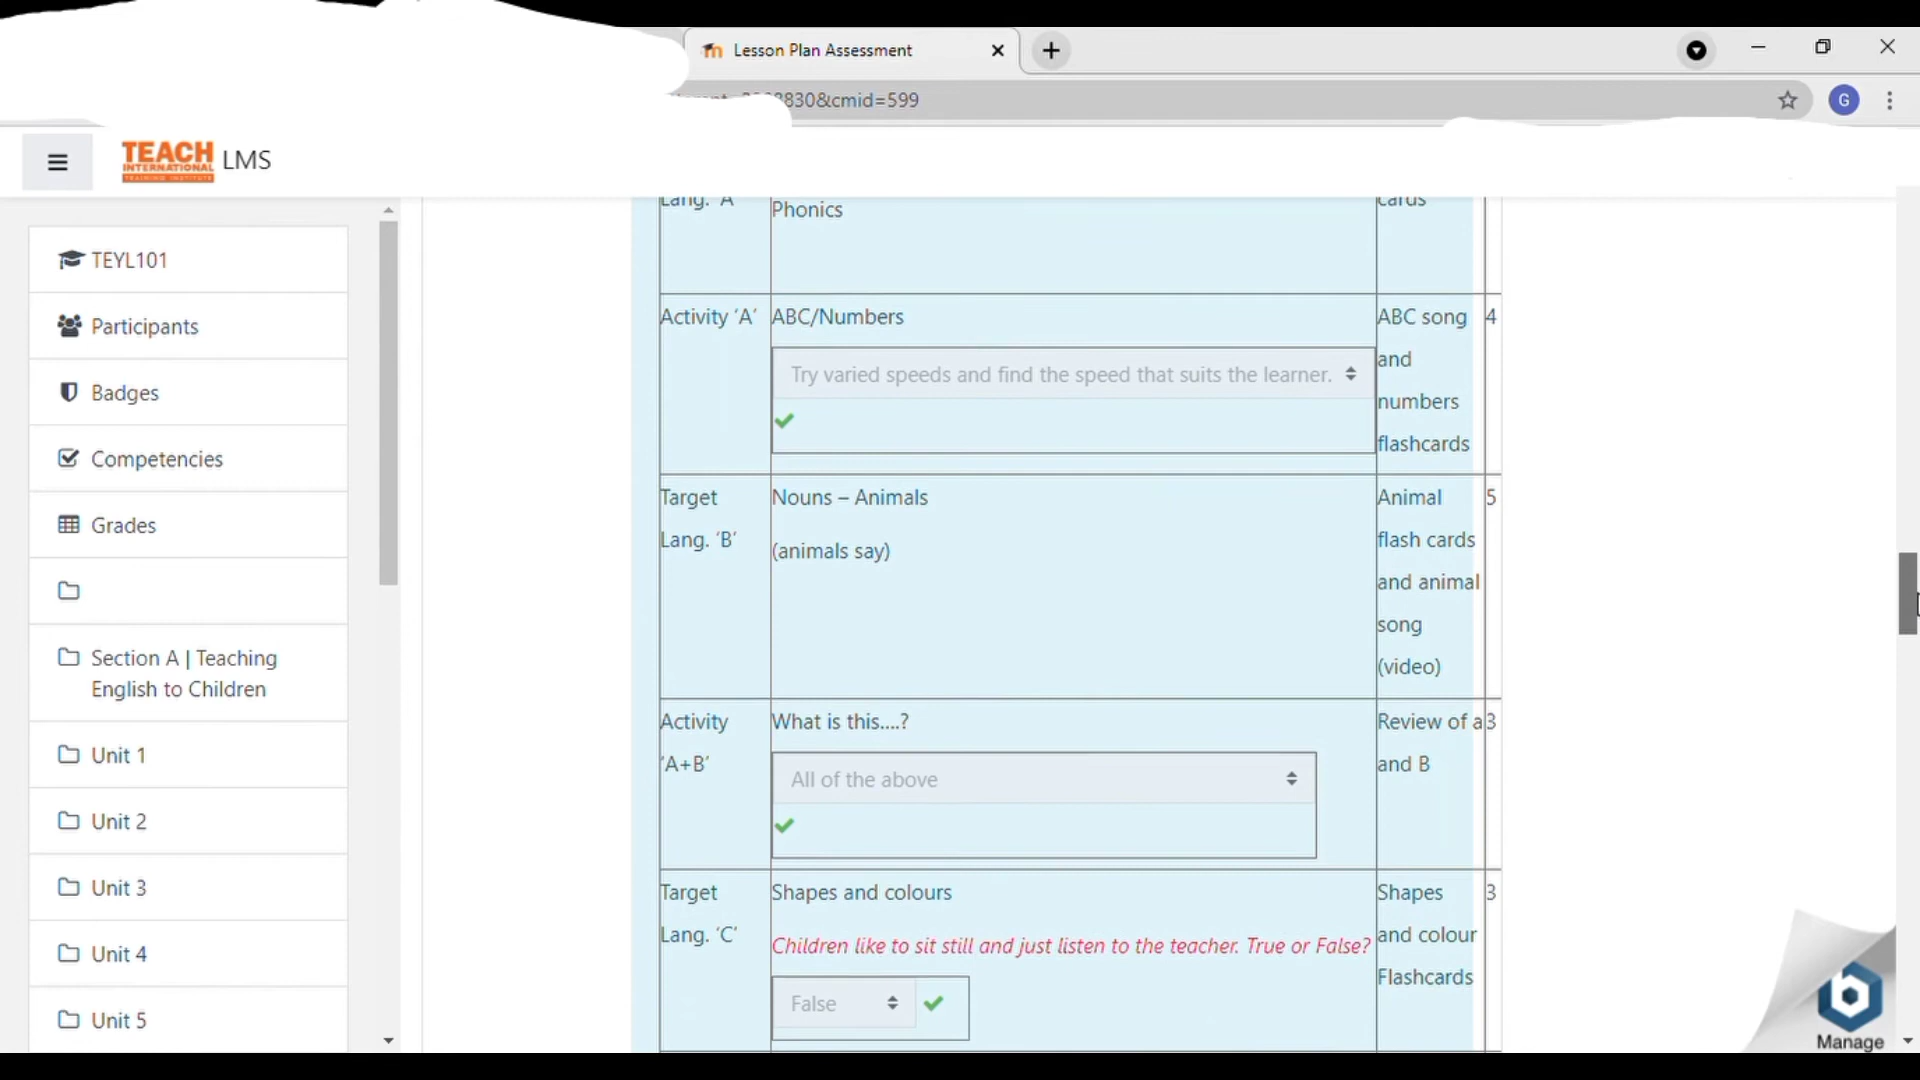 Lesson Plan Assessment
830&cmid=599
G
TEACH
INTERNATIONAL
TRAINING INSTITUTE
LMS
TEYL101
Participants
Badges
Competencies
Grades
Section A | Teaching
English to Children
Unit 1
Unit 2
Unit 3
Unit 4
Unit 5
Lang. 'A'
Phonics
cards
Activity ‘A’
ABC/Numbers
Try varied speeds and find the speed that suits the learner.
ABC song
and
numbers
flashcards
4
Target
Lang. ‘B’
Nouns – Animals
(animals say)
Animal
flash cards
and animal
song
(video)
5
Activity
‘A+B’
What is this....?
All of the above
Review of a
and B
3
Target
Lang. ‘C’
Shapes and colours
Children like to sit still and just listen to the teacher. True or False?
False
Shapes
and colour
Flashcards
3
Manage